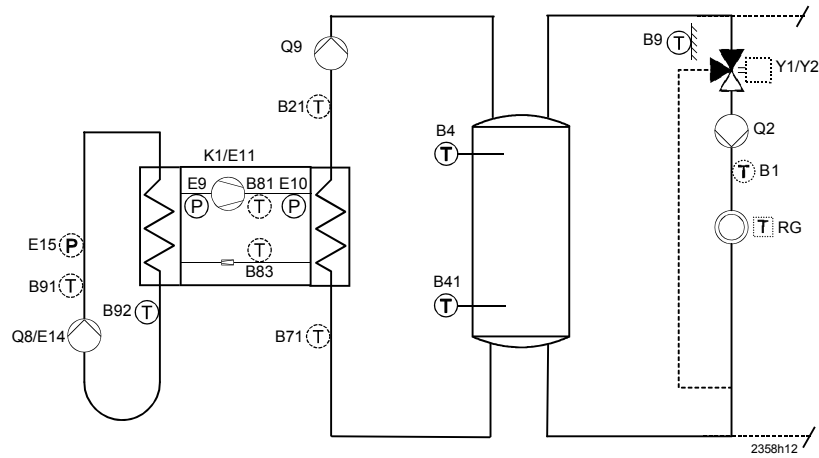 Q9
B9
T
Y1/Y2
B21 T
B4
T
Q2
K1/E11
T B1
E9 B81 E10
P T P
T RG
E15 P
T
B83
B91 T
B41
T
B92 T
Q8/E14
B71 T
2358h12